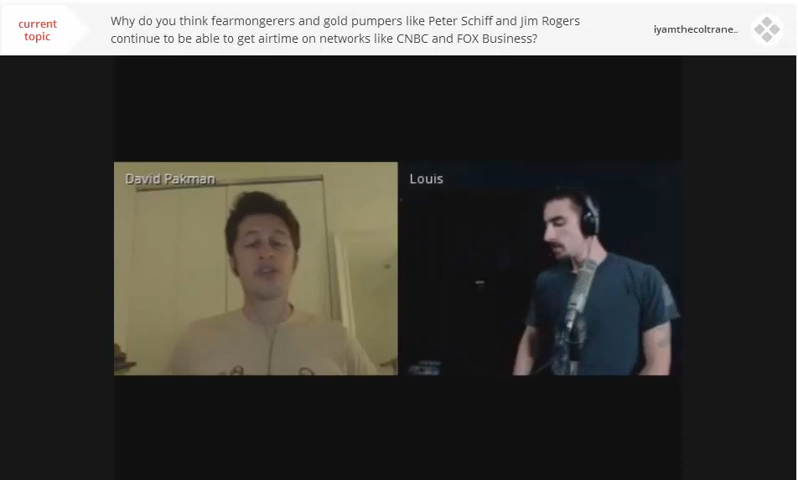 current
topic
Why do you think fearmongerers and gold pumpers like Peter Schiff and Jim Rogers
continue to be able to get airtime on networks like CNBC and FOX Business?
iyamthecoltrane..
David Pakman
Louis